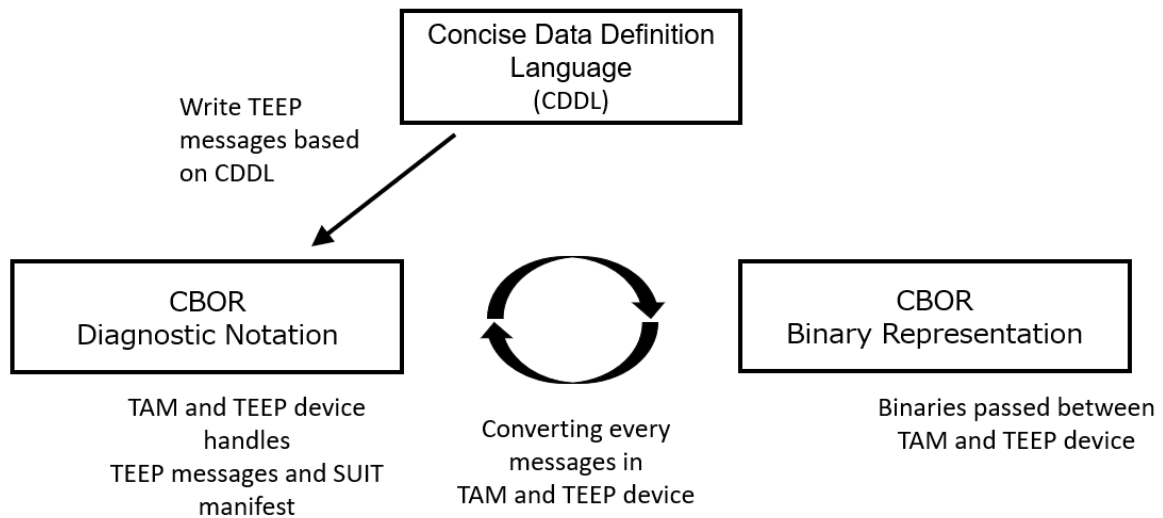 Concise Data Definition
Language
(CDDL)
Write TEEP
messages based
on CDDL
CBOR
Diagnostic Notation
CBOR
Binary Representation
TAM and TEEP device
handles
TEEP messages and SUIT
manifest
Converting every
messages in
TAM and TEEP device
Binaries passed between
TAM and TEEP device